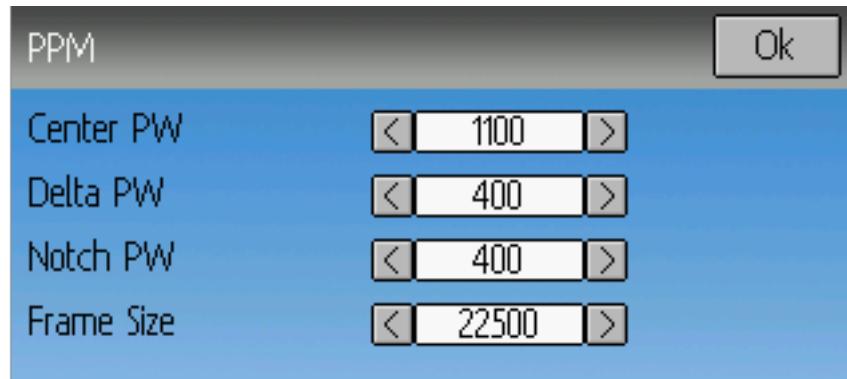 PPM Ok
Center PW < 1100 >
Delta PW < 400 >
Notch PW < 400 >
Frame Size < 22500 >